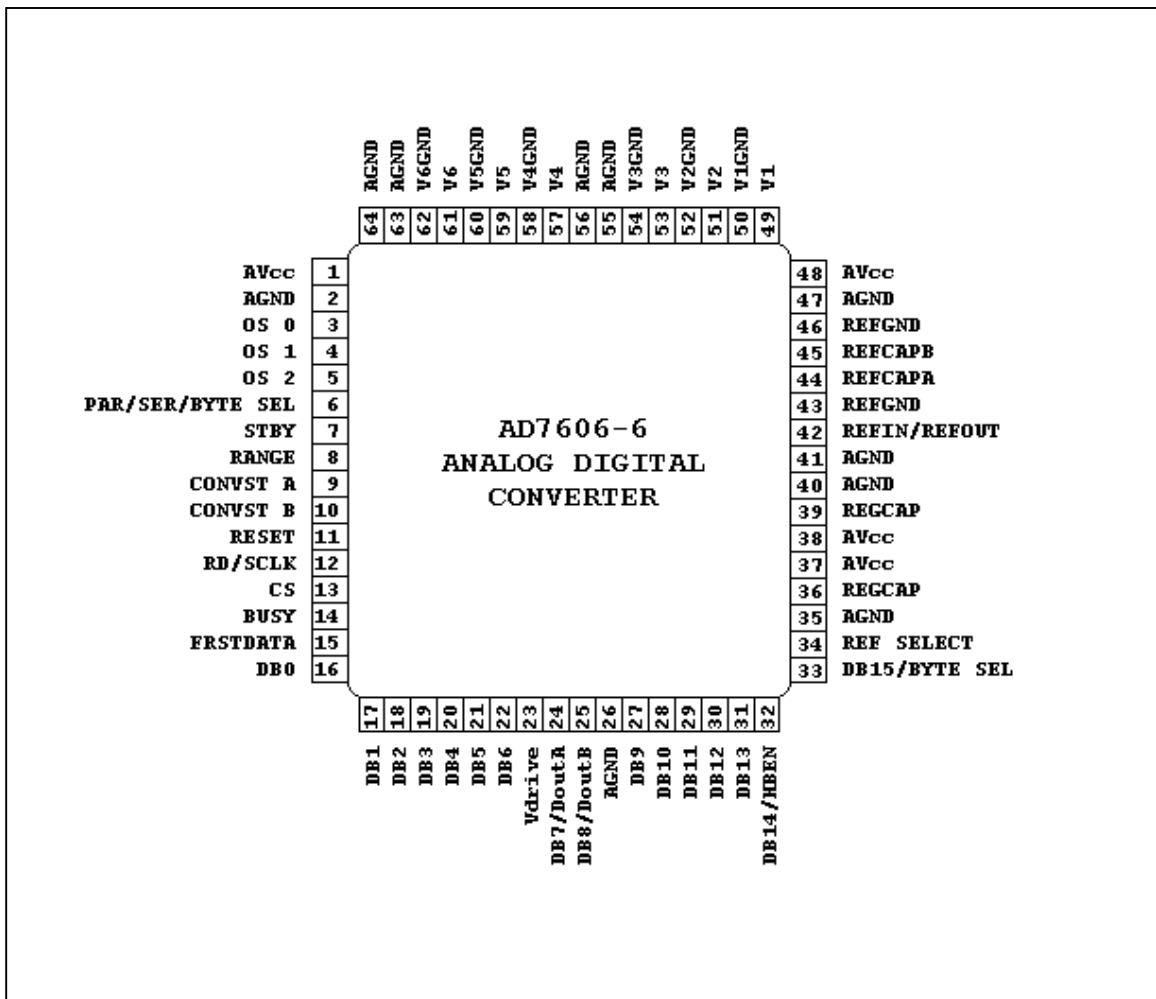 AGND
AGND
V6GND
V6
V5GND
V5
V4GND
V4
AGND
AGND
V3GND
V3
V2GND
V2
V1GND
V1
64
63
62
61
60
59
58
57
56
55
54
53
52
51
50
49
AVcc 1
AGND 2
OS 0 3
OS 1 4
OS 2 5
PAR/SER/BYTE SEL 6
STBY 7
RANGE 8
CONVST A 9
CONVST B 10
RESET 11
RD/SCLK 12
CS 13
BUSY 14
FRSTDATA 15
DB0 16
AD7606-6
ANALOG DIGITAL
CONVERTER
48 AVcc
47 AGND
46 REFGND
45 REFCAPB
44 REFCAPA
43 REFGND
42 REFIN/REFOUT
41 AGND
40 AGND
39 REGCAP
38 AVcc
37 AVcc
36 REGCAP
35 AGND
34 REF SELECT
33 DB15/BYTE SEL
17
18
19
20
21
22
23
24
25
26
27
28
29
30
31
32
DB1
DB2
DB3
DB4
DB5
DB6
Vdrive
DB7/DoutA
DB8/DoutB
AGND
DB9
DB10
DB11
DB12
DB13
DB14/HBEN